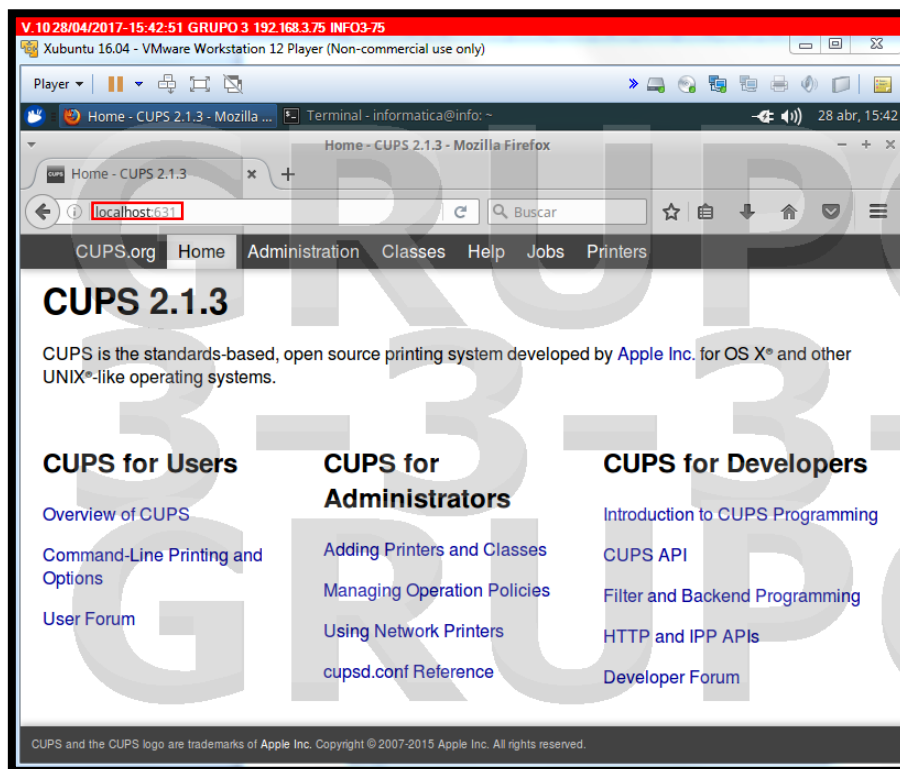 V.10 28/04/2017-15:42:51 GRUPO 3 192.168.3.75 INFO3-75
Xubuntu 16.04 - VMware Workstation 12 Player (Non-commercial use only)
Player
Home - CUPS 2.1.3 - Mozilla ... Terminal - informatica@info: ~ 28 abr, 15:42
Home - CUPS 2.1.3 - Mozilla Firefox
CUPS Home - CUPS 2.1.3
localhost:631 Buscar
CUPS.org Home Administration Classes Help Jobs Printers
CUPS 2.1.3
CUPS is the standards-based, open source printing system developed by Apple Inc. for OS X® and other
UNIX®-like operating systems.
CUPS for Users
Overview of CUPS
Command-Line Printing and
Options
User Forum
CUPS for
Administrators
Adding Printers and Classes
Managing Operation Policies
Using Network Printers
cupsd.conf Reference
CUPS for Developers
Introduction to CUPS Programming
CUPS API
Filter and Backend Programming
HTTP and IPP APIs
Developer Forum
CUPS and the CUPS logo are trademarks of Apple Inc. Copyright © 2007-2015 Apple Inc. All rights reserved.
GRUPO
3-3-3-
GRUPO